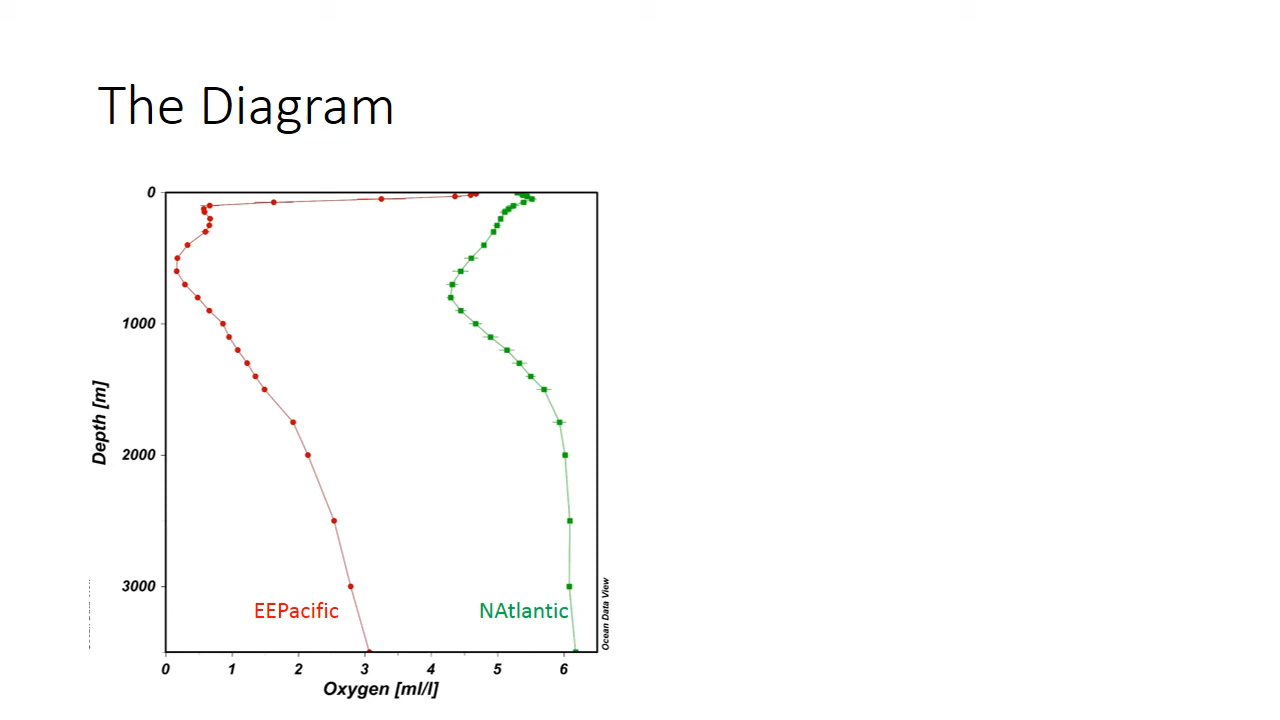 The Diagram
0
1000
2000
3000
Depth [m]
EEPacific
NAtlantic
Ocean Data View
0 1 2 3 4 5 6
Oxygen [ml/l]